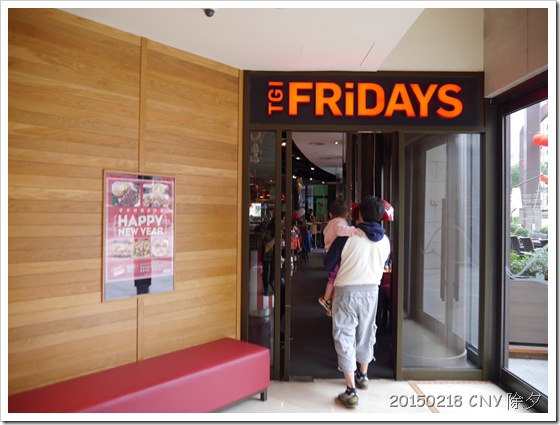 TGI FRiDAYS
HAPPY
NEW YEAR!
20150218 CNY 除夕